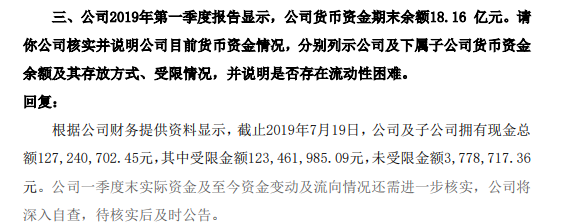 三、公司2019年第一季度报告显示，公司货币资金期末余额18.16 亿元。请
你公司核实并说明公司目前货币资金情况，分别列示公司及下属子公司货币资金
余额及其存放方式、受限情况，并说明是否存在流动性困难。
回复：
根据公司财务提供资料显示，截止2019年7月19日，公司及子公司拥有现金总
额127,240,702.45元，其中受限金额123,461,985.09元，未受限金额3,778,717.36
元。公司一季度末实际资金及至今资金变动及流向情况还需进一步核实，公司将
深入自查，待核实后及时公告。